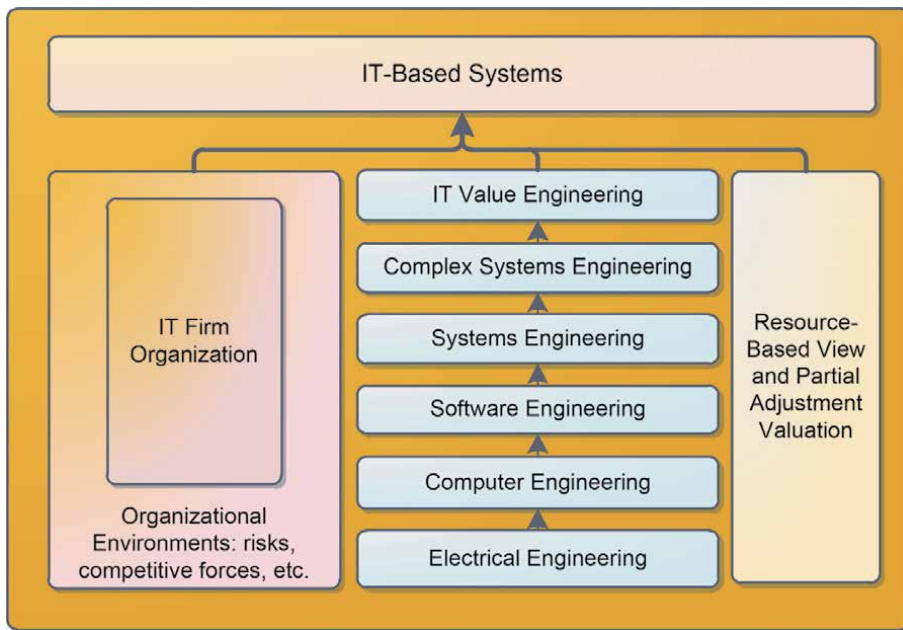 IT-Based Systems
IT Firm
Organization
Organizational
Environments: risks,
competitive forces, etc.
IT Value Engineering
Complex Systems Engineering
Systems Engineering
Software Engineering
Computer Engineering
Electrical Engineering
Resource-
Based View
and Partial
Adjustment
Valuation